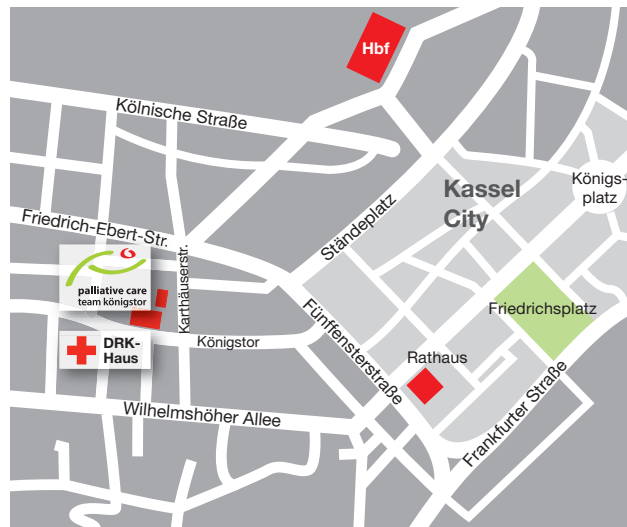 Hbf
Kölnische Straße
Königs-
platz
Kassel
City
Ständeplatz
Friedrich-Ebert-Str.
palliative care
team königstor
Karthäuserstr.
Friedrichsplatz
Fünffensterstraße
Königstor
DRK-
Haus
Rathaus
Frankfurter Straße
Wilhelmshöher Allee